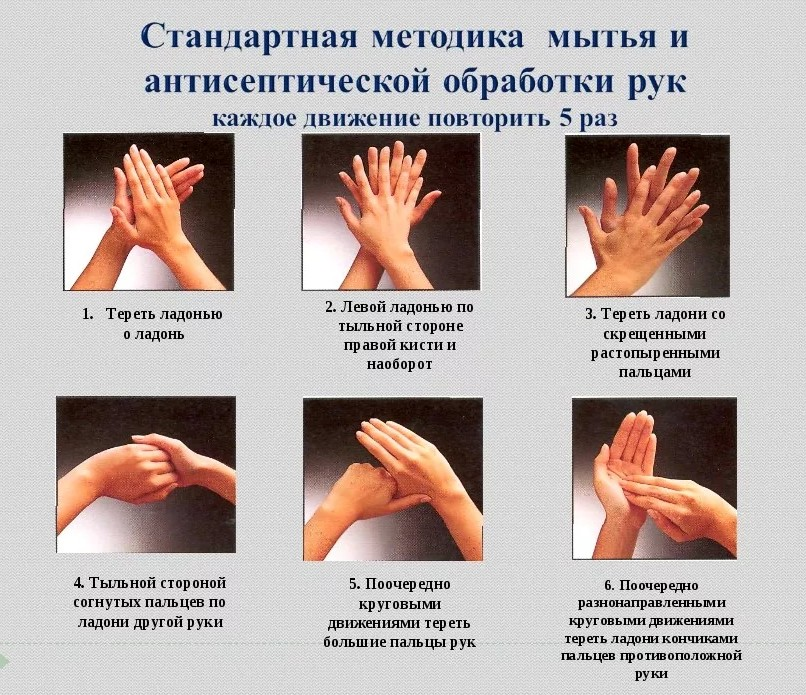 Стандартная методика мытья и
антисептической обработки рук
каждое движение повторить 5 раз
1. Тереть ладонью
о ладонь
2. Левой ладонью по
тыльной стороне
правой кисти и
наоборот
3. Тереть ладони со
скрещенными
растопыренными
пальцами
4. Тыльной стороной
согнутых пальцев по
ладони другой руки
5. Поочередно
круговыми
движениями тереть
большие пальцы рук
6. Поочередно
разнонаправленными
круговыми движениями
тереть ладони кончиками
пальцев противоположной
руки